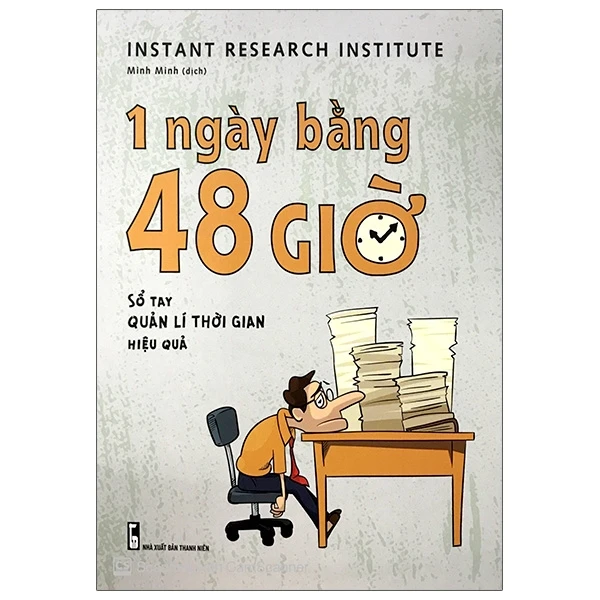 INSTANT RESEARCH INSTITUTE
Minh Minh (dịch)
1 ngày bằng
48 GIỜ
SỔ TAY
QUẢN LÍ THỜI GIAN
HIỆU QUẢ
NHÀ XUẤT BẢN THANH NIÊN